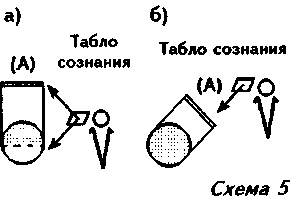 а)
Табло
сознания
(А)
б)
Табло сознания
(А)
Схема 5